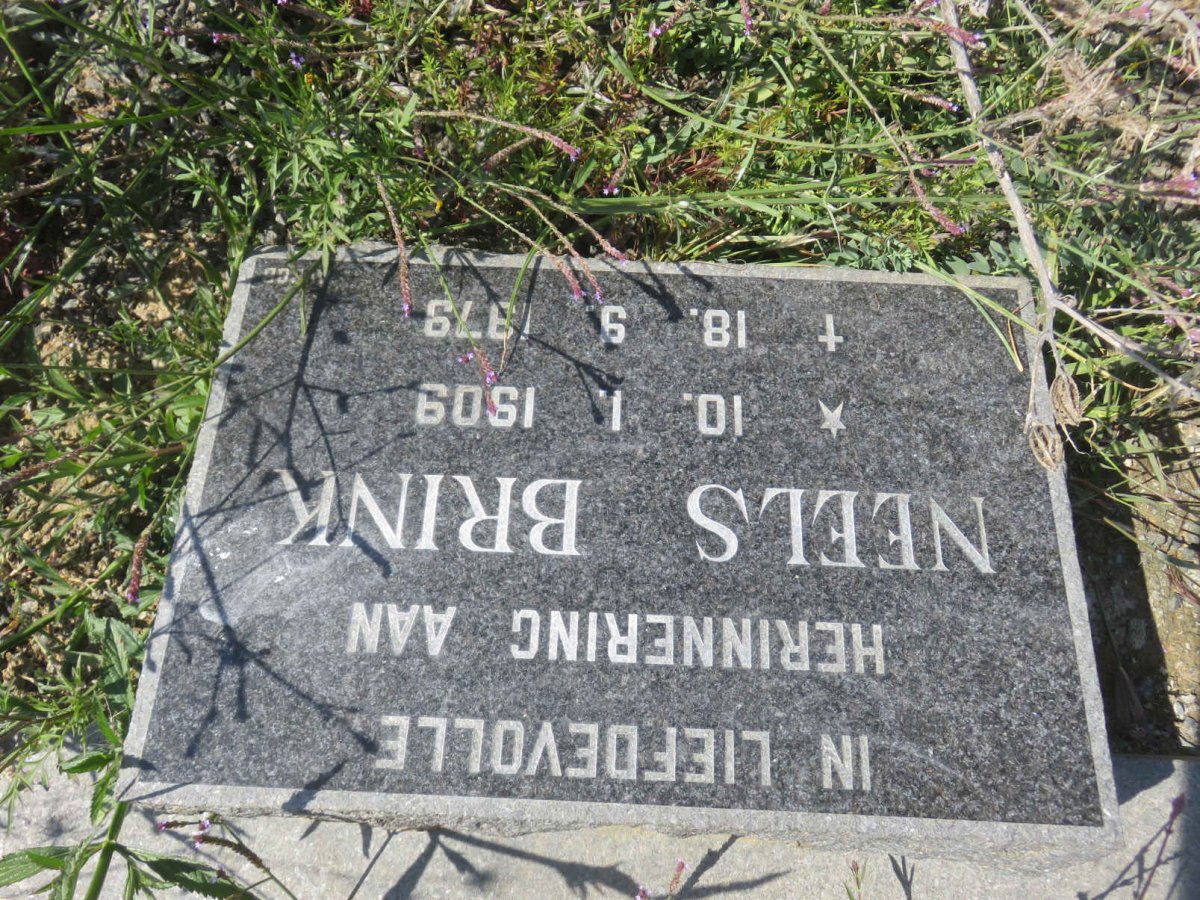 IN LIEFDEVOLLE
HERINNERING AAN
NEELS BRINK
☆ 10. 1. 1909
† 18. 9. 1979